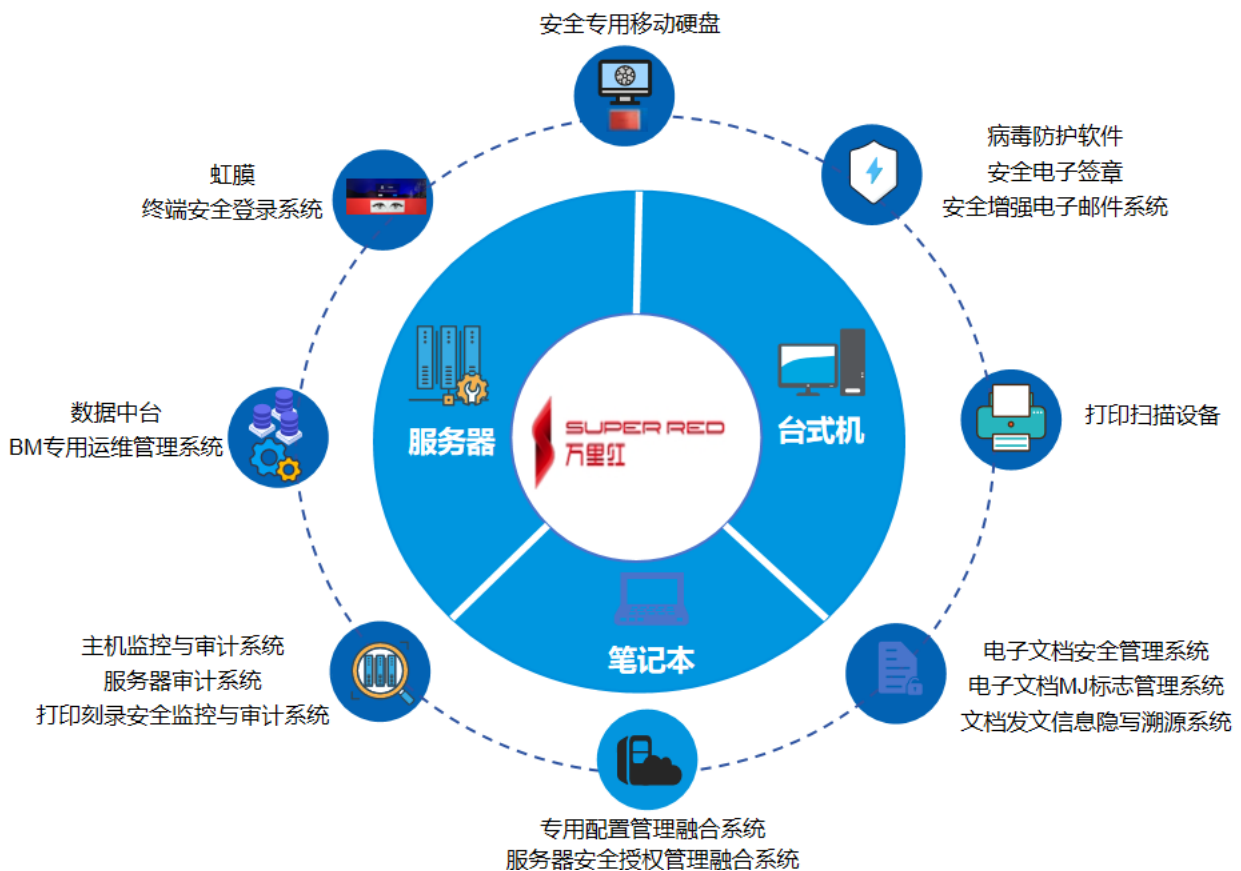 安全专用移动硬盘
病毒防护软件
安全电子签章
安全增强电子邮件系统
虹膜
终端安全登录系统
服务器
SUPER RED
万里红
台式机
笔记本
数据中台
BM专用运维管理系统
打印扫描设备
主机监控与审计系统
服务器审计系统
打印刻录安全监控与审计系统
电子文档安全管理系统
电子文档MJ标志管理系统
文档发文信息隐写溯源系统
专用配置管理融合系统
服务器安全授权管理融合系统